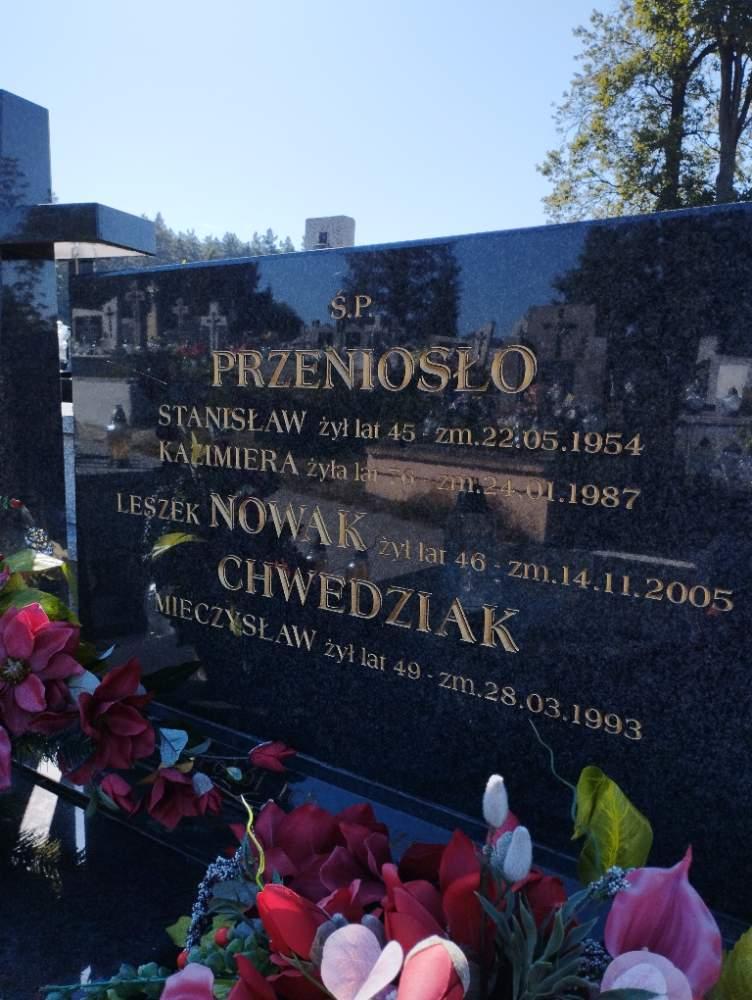 Ś.P.
PRZENIOSŁO
STANISŁAW żył lat 45 - zm.22.05.1954
KAZIMIERA żyła lat 76 - zm.24.01.1987
LESZEK NOWAK żył lat 46 - zm.14.11.2005
CHWEDZIAK
MIECZYSŁAW żył lat 49 - zm.28.03.1993